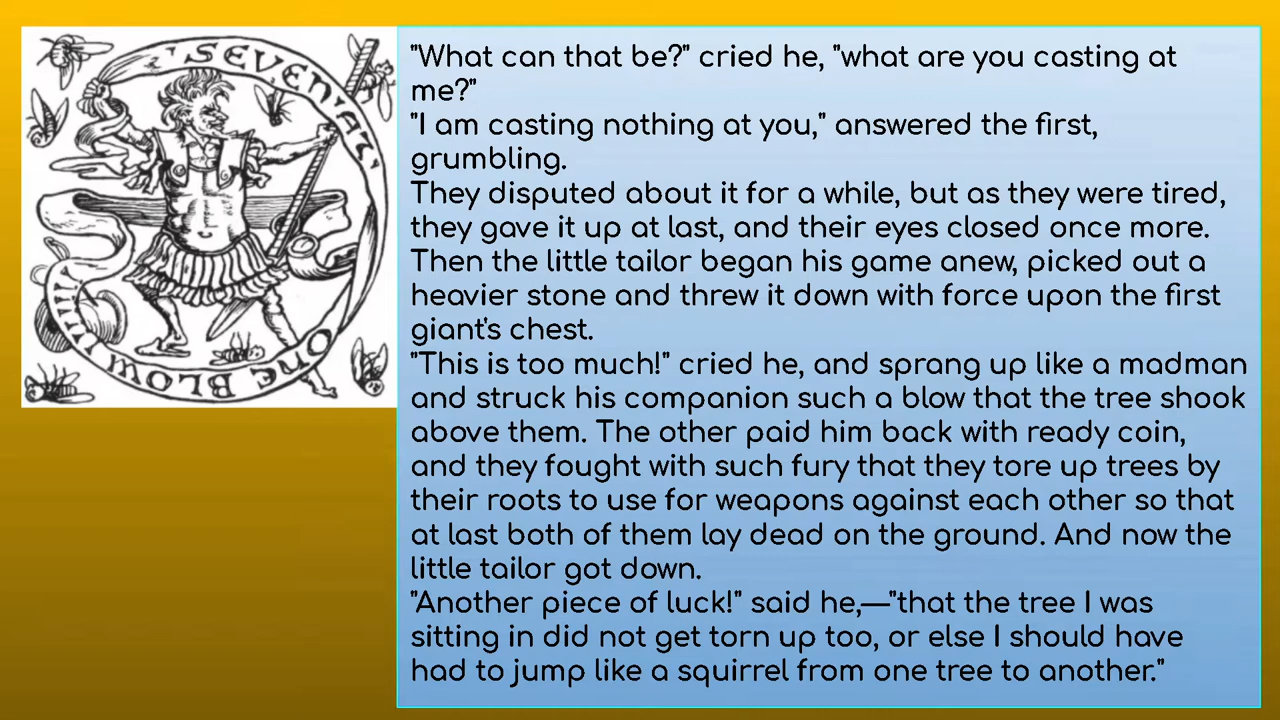 SEVEN AT
ONE BLOW
"What can that be?" cried he, "what are you casting at
me?"
"I am casting nothing at you," answered the first,
grumbling.
They disputed about it for a while, but as they were tired,
they gave it up at last, and their eyes closed once more.
Then the little tailor began his game anew, picked out a
heavier stone and threw it down with force upon the first
giant's chest.
"This is too much!" cried he, and sprang up like a madman
and struck his companion such a blow that the tree shook
above them. The other paid him back with ready coin,
and they fought with such fury that they tore up trees by
their roots to use for weapons against each other so that
at last both of them lay dead on the ground. And now the
little tailor got down.
"Another piece of luck!" said he,—"that the tree I was
sitting in did not get torn up too, or else I should have
had to jump like a squirrel from one tree to another."